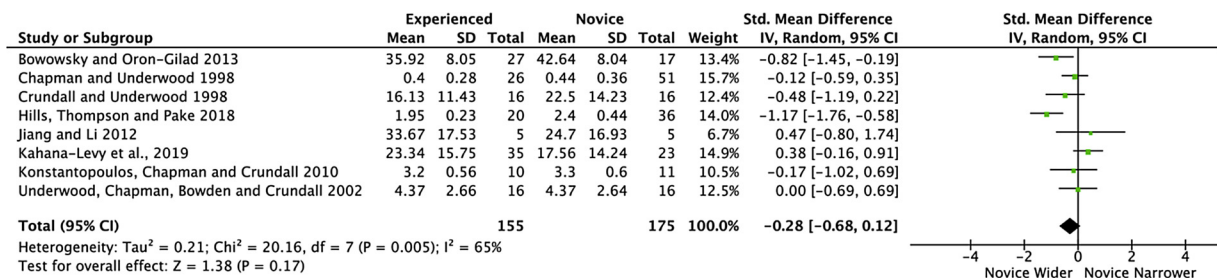 Experienced Novice Std. Mean Difference Std. Mean Difference
Study or Subgroup Mean SD Total Mean SD Total Weight IV, Random, 95% CI IV, Random, 95% CI
Bowowsky and Oron-Gilad 2013 35.92 8.05 27 42.64 8.04 17 13.4% −0.82 [−1.45, −0.19]
Chapman and Underwood 1998 0.4 0.28 26 0.44 0.36 51 15.7% −0.12 [−0.59, 0.35]
Crundall and Underwood 1998 16.13 11.43 16 22.5 14.23 16 12.4% −0.48 [−1.19, 0.22]
Hills, Thompson and Pake 2018 1.95 0.23 20 2.4 0.44 36 11.4% −1.17 [−1.76, −0.58]
Jiang and Li 2012 33.67 17.53 5 24.7 16.93 5 6.7% 0.47 [−0.80, 1.74]
Kahana-Levy et al., 2019 23.34 15.75 35 17.56 14.24 23 14.9% 0.38 [−0.16, 0.91]
Konstantopoulos, Chapman and Crundall 2010 3.2 0.56 10 3.3 0.6 11 11.0% −0.17 [−1.02, 0.69]
Underwood, Chapman, Bowden and Crundall 2002 4.37 2.66 16 4.37 2.64 16 12.5% 0.00 [−0.69, 0.69]
Total (95% CI) 155 175 100.0% −0.28 [−0.68, 0.12]
Heterogeneity: Tau² = 0.21; Chi² = 20.16, df = 7 (P = 0.005); I² = 65%
Test for overall effect: Z = 1.38 (P = 0.17)
−4 −2 0 2 4
Novice Wider Novice Narrower